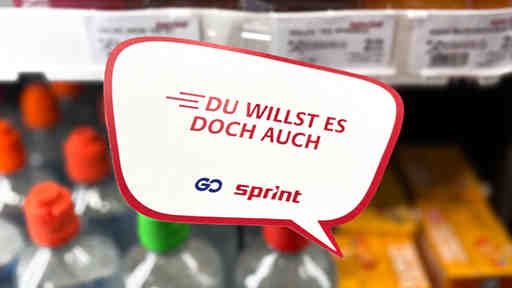 DU WILLST ES
DOCH AUCH
GO sprint